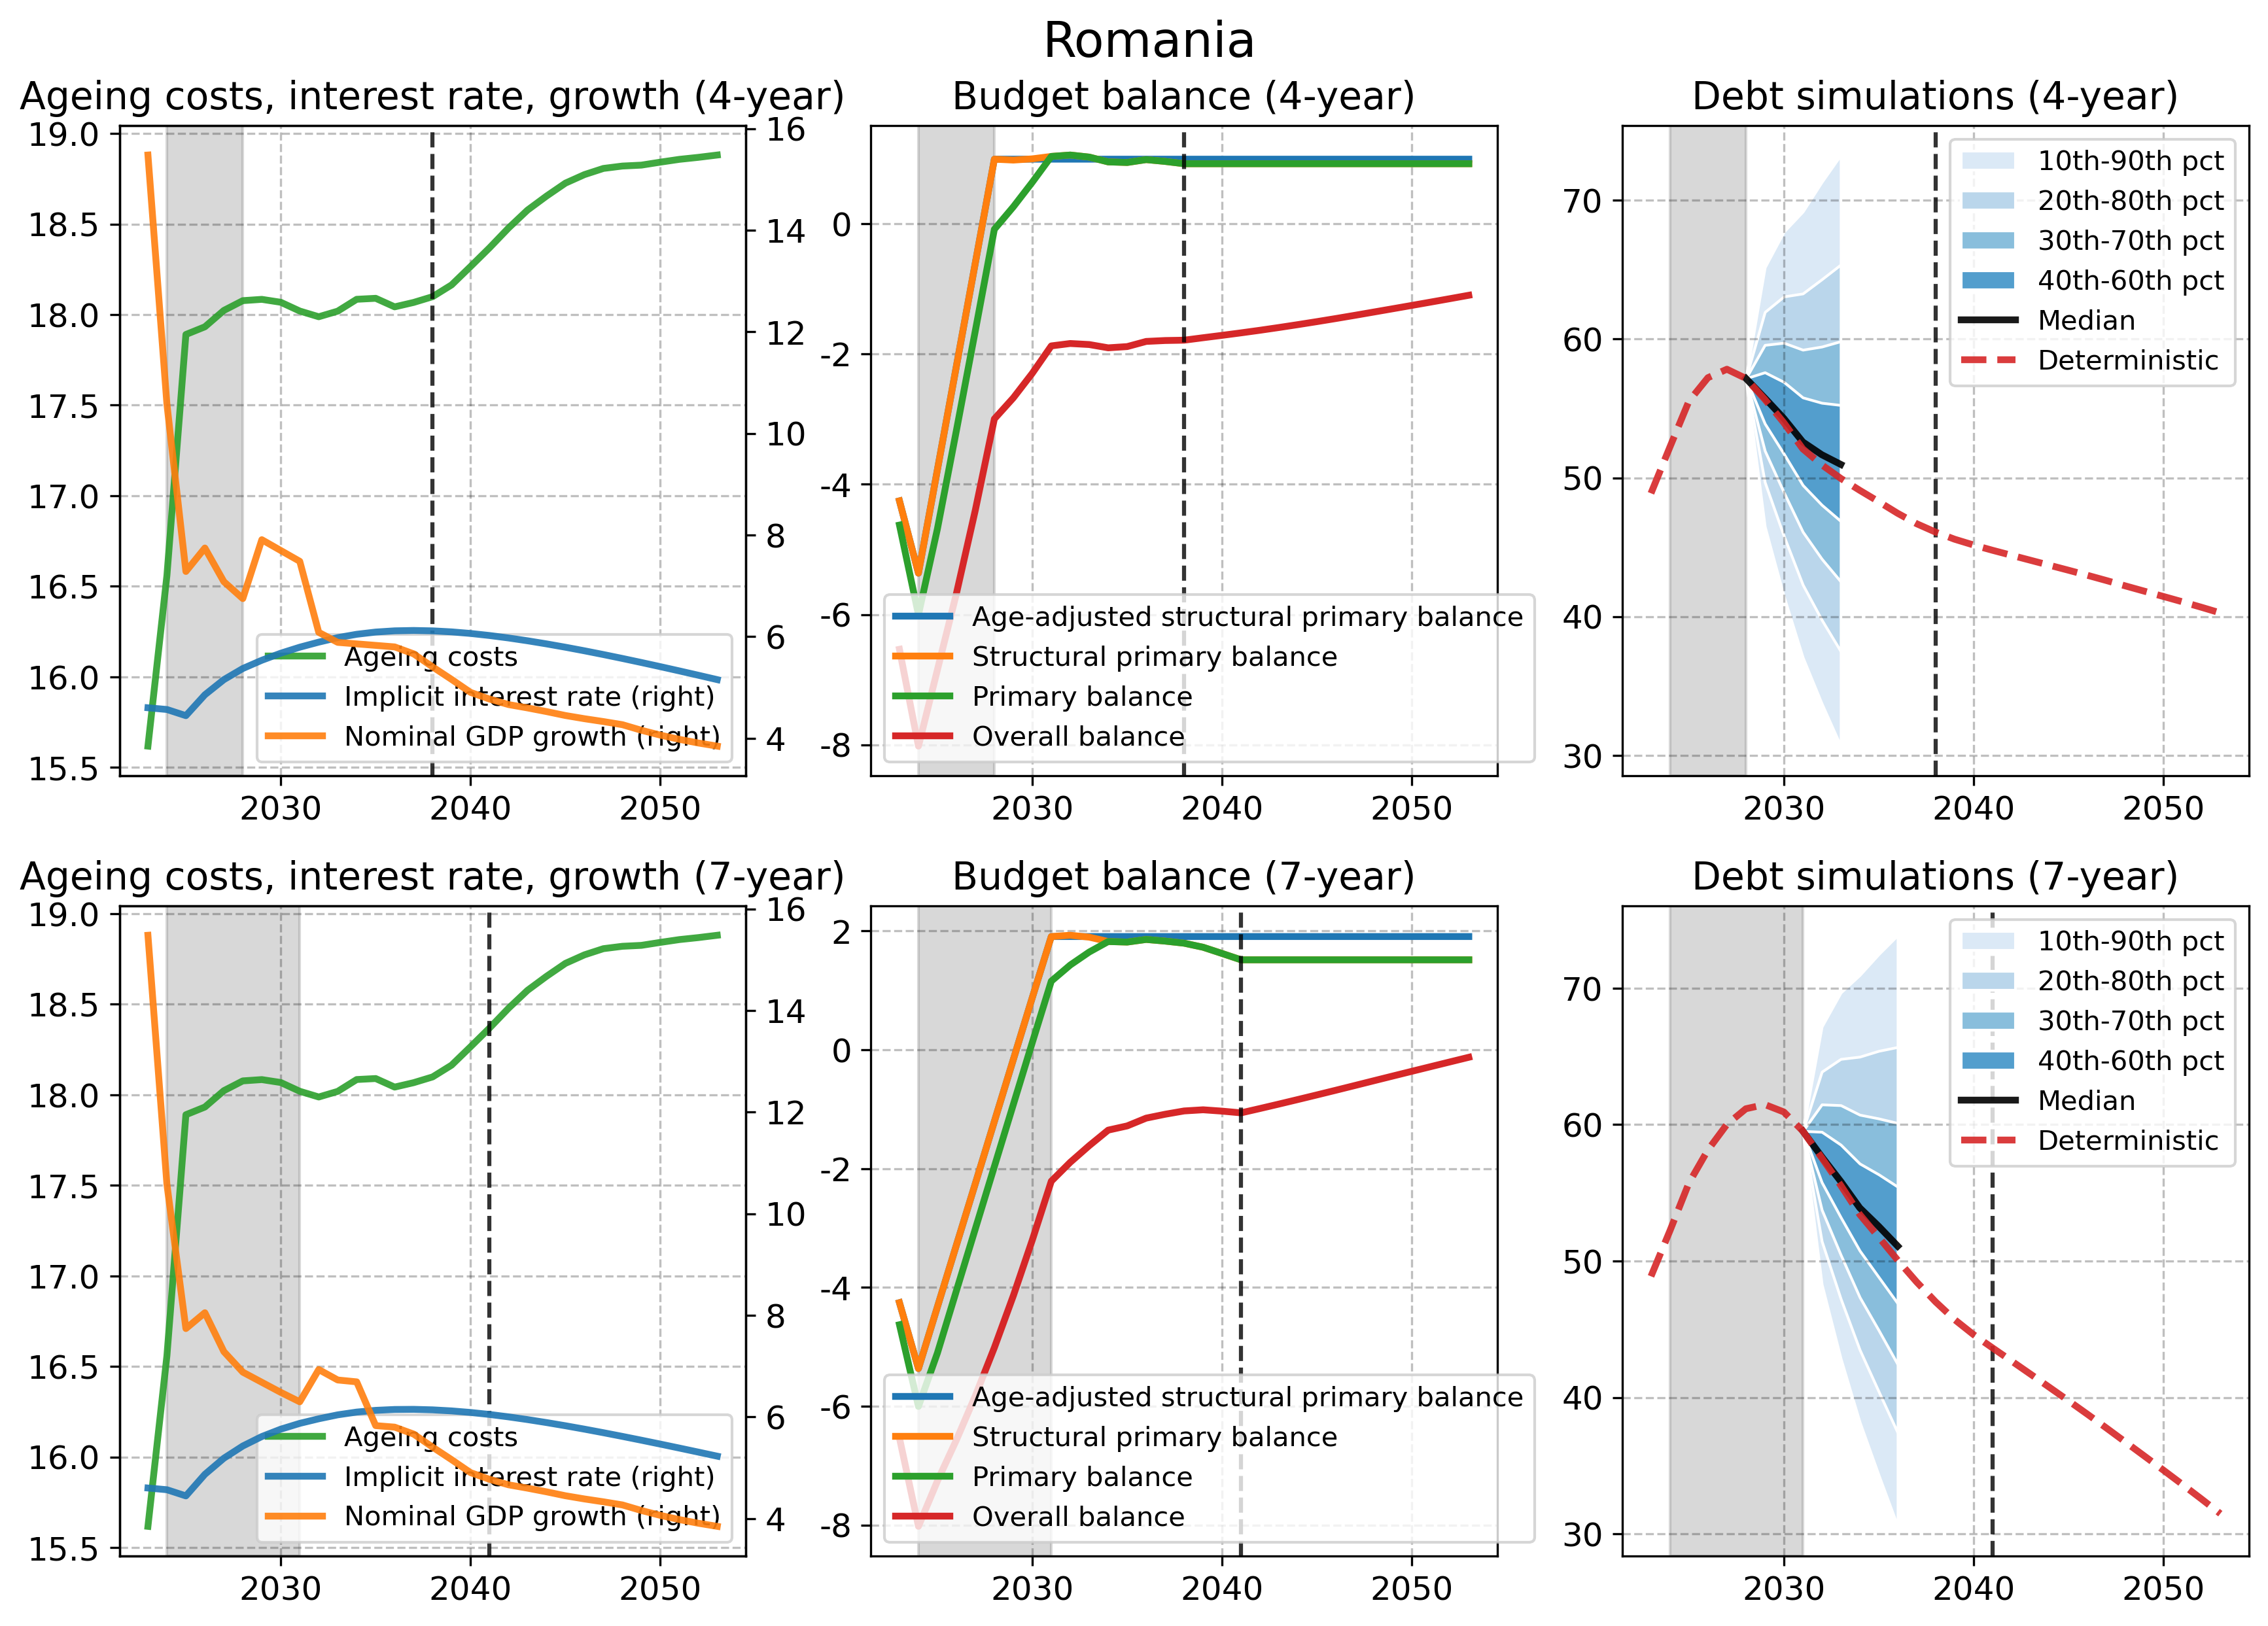 Romania
Ageing costs, interest rate, growth (4-year)
19.0
18.5
18.0
17.5
17.0
16.5
16.0
15.5
16
14
12
10
8
6
4
2030
2040
2050
Ageing costs
Implicit interest rate (right)
Nominal GDP growth (right)
Budget balance (4-year)
0
-2
-4
-6
-8
2030
2040
2050
Age-adjusted structural primary balance
Structural primary balance
Primary balance
Overall balance
Debt simulations (4-year)
70
60
50
40
30
2030
2040
2050
10th-90th pct
20th-80th pct
30th-70th pct
40th-60th pct
Median
Deterministic
Ageing costs, interest rate, growth (7-year)
19.0
18.5
18.0
17.5
17.0
16.5
16.0
15.5
16
14
12
10
8
6
4
2030
2040
2050
Ageing costs
Implicit interest rate (right)
Nominal GDP growth (right)
Budget balance (7-year)
2
0
-2
-4
-6
-8
2030
2040
2050
Age-adjusted structural primary balance
Structural primary balance
Primary balance
Overall balance
Debt simulations (7-year)
70
60
50
40
30
2030
2040
2050
10th-90th pct
20th-80th pct
30th-70th pct
40th-60th pct
Median
Deterministic